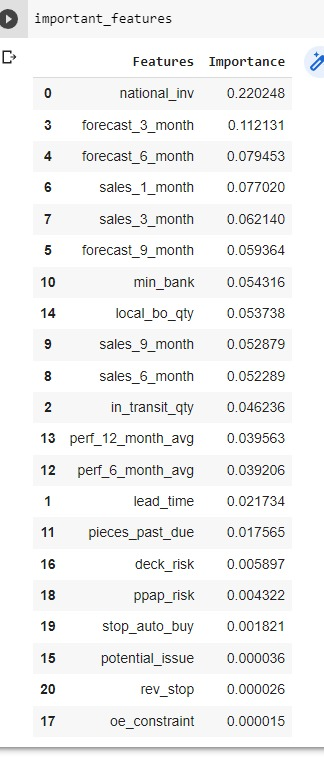 important_features
Features Importance
0 national_inv 0.220248
3 forecast_3_month 0.112131
4 forecast_6_month 0.079453
6 sales_1_month 0.077020
7 sales_3_month 0.062140
5 forecast_9_month 0.059364
10 min_bank 0.054316
14 local_bo_qty 0.053738
9 sales_9_month 0.052879
8 sales_6_month 0.052289
2 in_transit_qty 0.046236
13 perf_12_month_avg 0.039563
12 perf_6_month_avg 0.039206
1 lead_time 0.021734
11 pieces_past_due 0.017565
16 deck_risk 0.005897
18 ppap_risk 0.004322
19 stop_auto_buy 0.001821
15 potential_issue 0.000036
20 rev_stop 0.000026
17 oe_constraint 0.000015